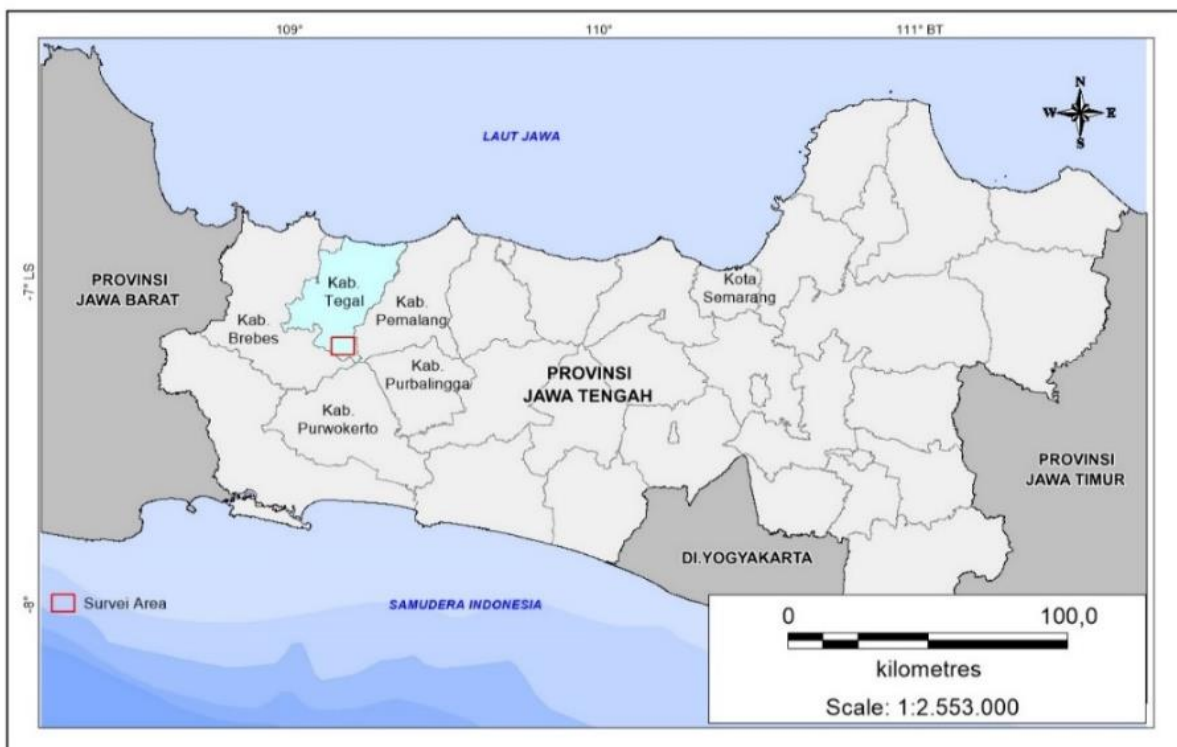 109°
110°
111° BT
N
W
E
S
LAUT JAWA
-7° LS
PROVINSI
JAWA BARAT
Kab.
Tegal
Kab.
Pemalang
Kota
Semarang
Kab.
Brebes
Kab.
Purbalingga
PROVINSI
JAWA TENGAH
Kab.
Purwokerto
PROVINSI
JAWA TIMUR
DI.YOGYAKARTA
-8°
Survei Area
SAMUDERA INDONESIA
0
100,0
kilometres
Scale: 1:2.553.000